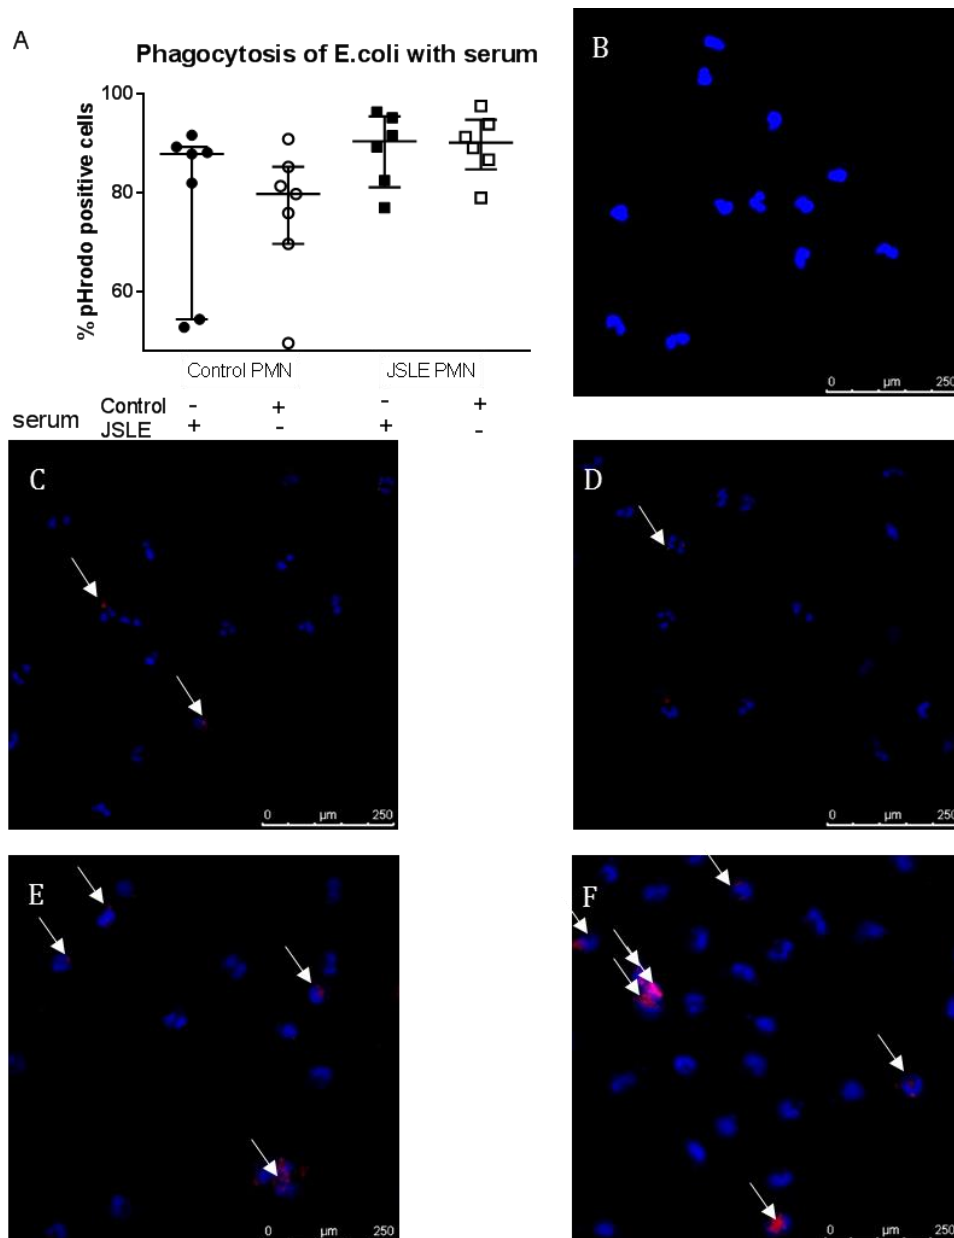 A
Phagocytosis of E.coli with serum
% pHrodo positive cells
100
80
60
Control PMN
JSLE PMN
serum
Control - + - +
JSLE + - + -
B
0 µm 250
C
0 µm 250
D
0 µm 250
E
0 µm 250
F
0 µm 250